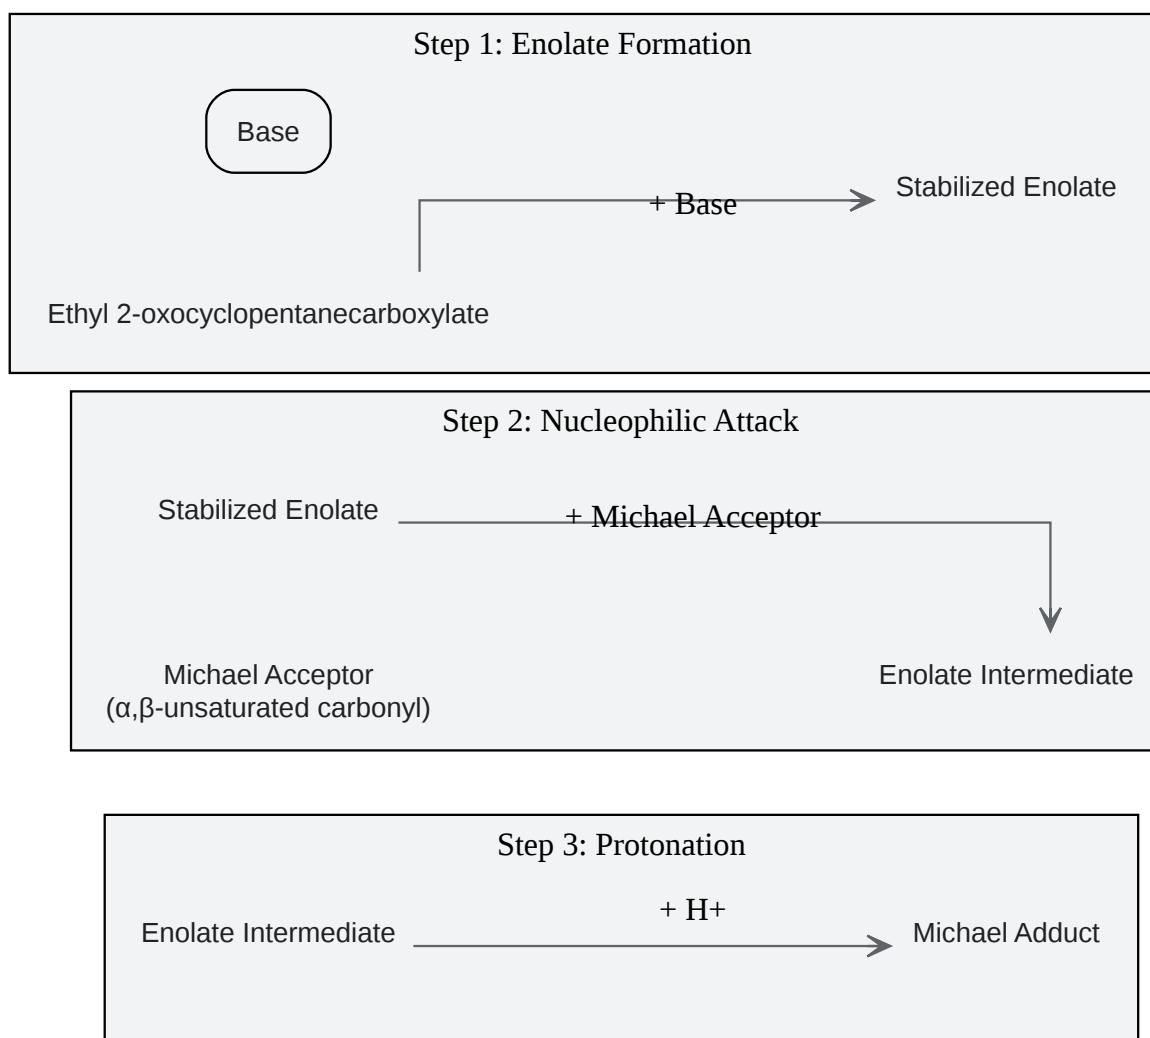 Step 1: Enolate Formation
Base
+ Base
Stabilized Enolate
Ethyl 2-oxocyclopentanecarboxylate
Step 2: Nucleophilic Attack
Stabilized Enolate
+ Michael Acceptor
Michael Acceptor
(α,β-unsaturated carbonyl)
Enolate Intermediate
Step 3: Protonation
Enolate Intermediate
+ H+
Michael Adduct